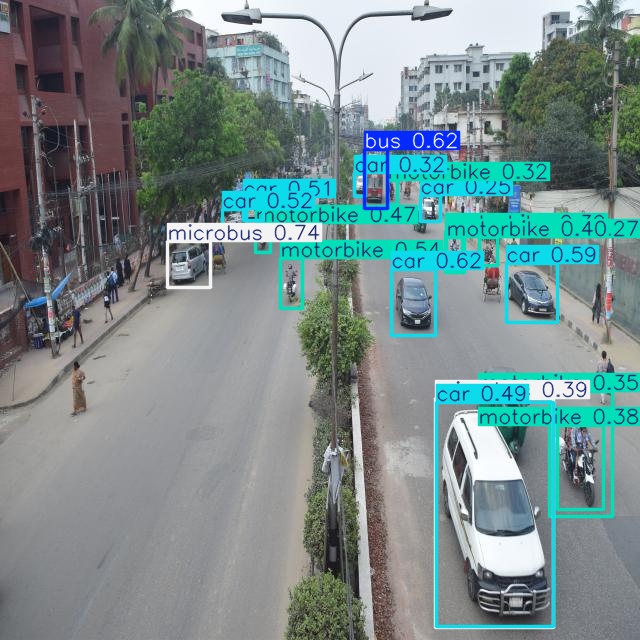 bus 0.62
car 0.32
motorbike 0.32
car 0.51
car 0.25
car 0.52
motorbike 0.47
microbus 0.74
motorbike 0.40.27
motorbike 0.54
car 0.62
car 0.59
0.35
car 0.49
0.39
motorbike 0.38